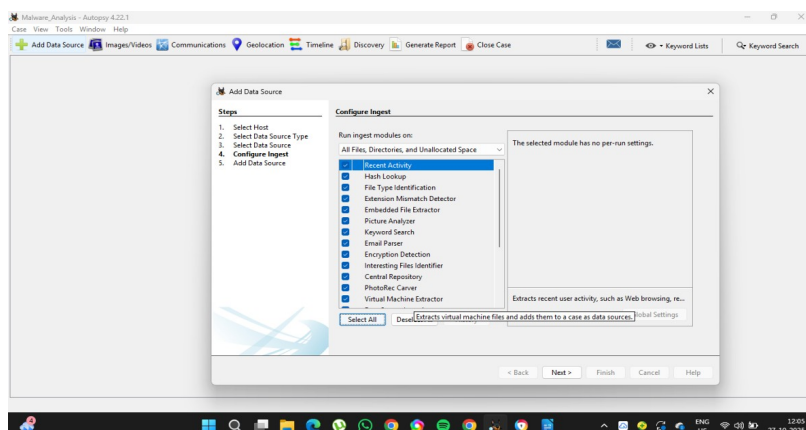 Malware_Analysis - Autopsy 4.22.1
Case View Tools Window Help
Add Data Source Images/Videos Communications Geolocation Timeline Discovery Generate Report Close Case Keyword Lists Keyword Search
Add Data Source
Steps
1. Select Host
2. Select Data Source Type
3. Select Data Source
4. Configure Ingest
5. Add Data Source
Configure Ingest
Run ingest modules on:
All Files, Directories, and Unallocated Space
Recent Activity
Hash Lookup
File Type Identification
Extension Mismatch Detector
Embedded File Extractor
Picture Analyzer
Keyword Search
Email Parser
Encryption Detection
Interesting Files Identifier
Central Repository
PhotoRec Carver
Virtual Machine Extractor
The selected module has no per-run settings.
Extracts recent user activity, such as Web browsing, re...
Select All
Extracts virtual machine files and adds them to a case as data sources.
Global Settings
< Back Next > Finish Cancel Help
ENG
12:05